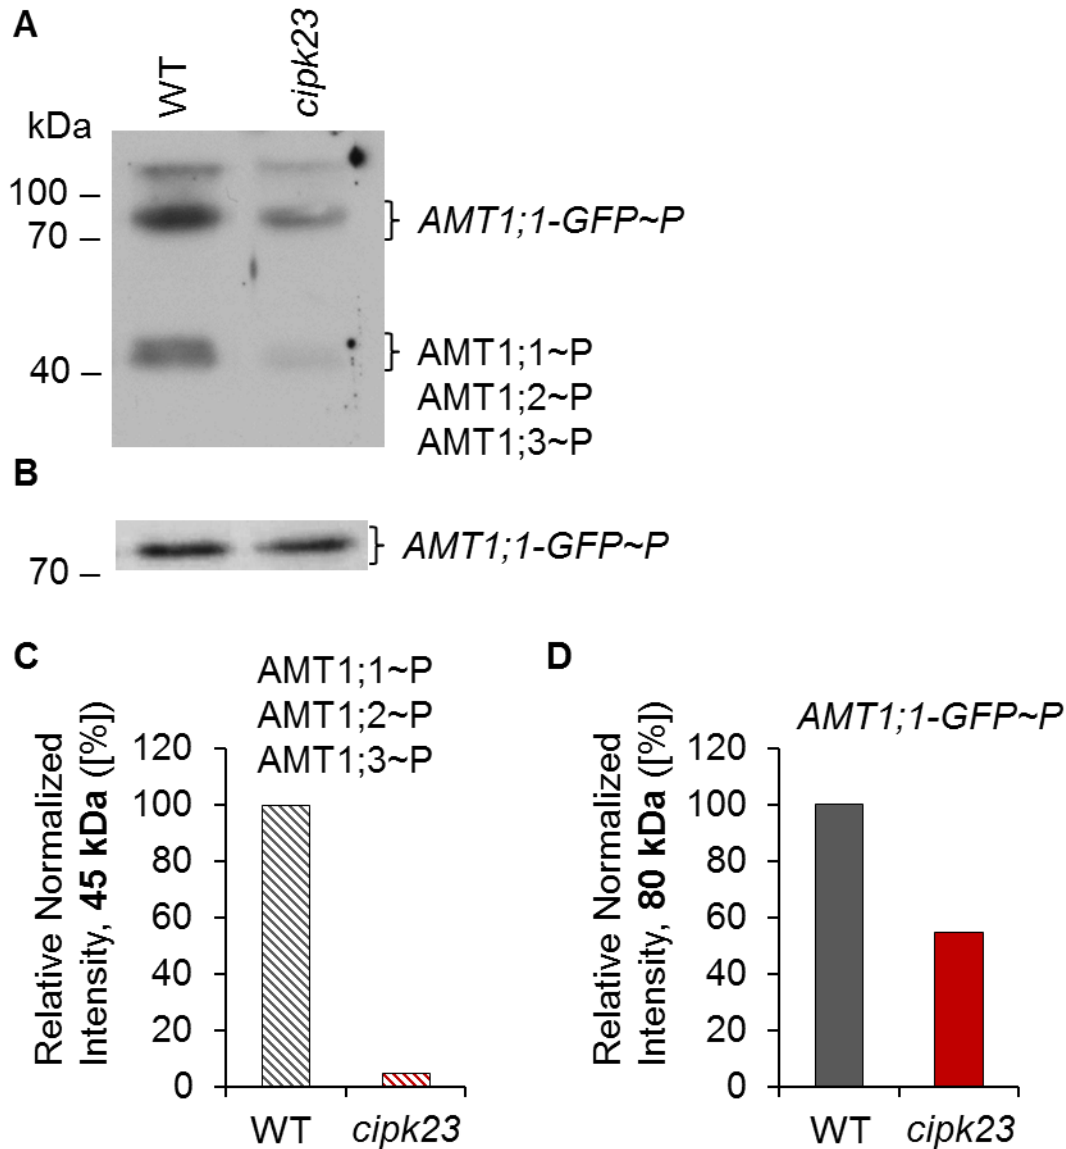 A
WT
cipk23
kDa
100 –
70 –
40 –
AMT1;1-GFP~P
AMT1;1~P
AMT1;2~P
AMT1;3~P
B
70 –
AMT1;1-GFP~P
C
AMT1;1~P
AMT1;2~P
AMT1;3~P
Relative Normalized
Intensity, 45 kDa ([%])
120
100
80
60
40
20
0
WT
cipk23
D
AMT1;1-GFP~P
Relative Normalized
Intensity, 80 kDa ([%])
120
100
80
60
40
20
0
WT
cipk23